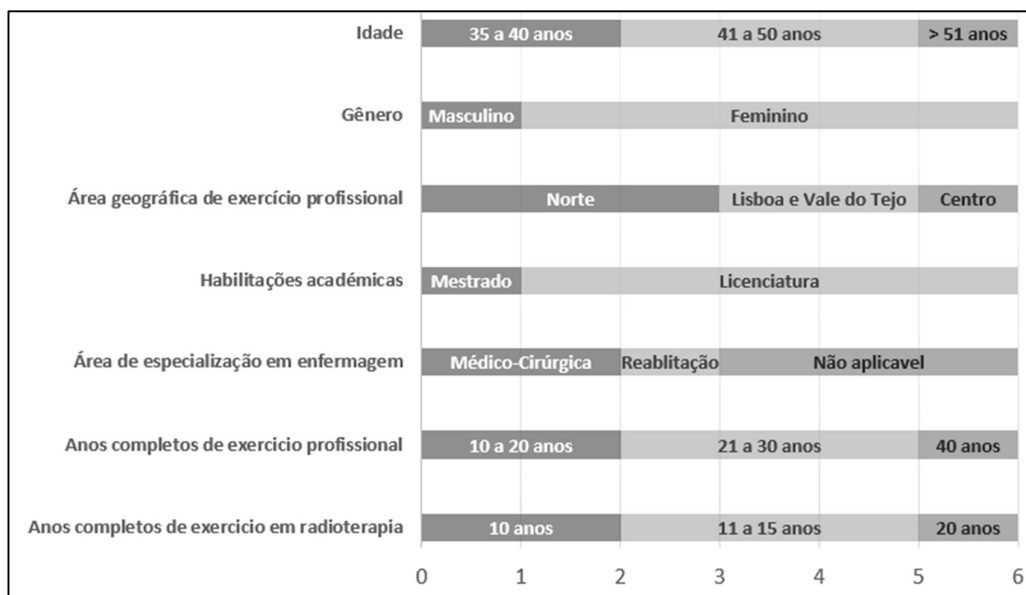 Idade 35 a 40 anos 41 a 50 anos > 51 anos
Gênero Masculino Feminino
Área geográfica de exercício profissional Norte Lisboa e Vale do Tejo Centro
Habilitações académicas Mestrado Licenciatura
Área de especialização em enfermagem Médico-Cirúrgica Reablitação Não aplicavel
Anos completos de exercicio profissional 10 a 20 anos 21 a 30 anos 40 anos
Anos completos de exercicio em radioterapia 10 anos 11 a 15 anos 20 anos
0 1 2 3 4 5 6